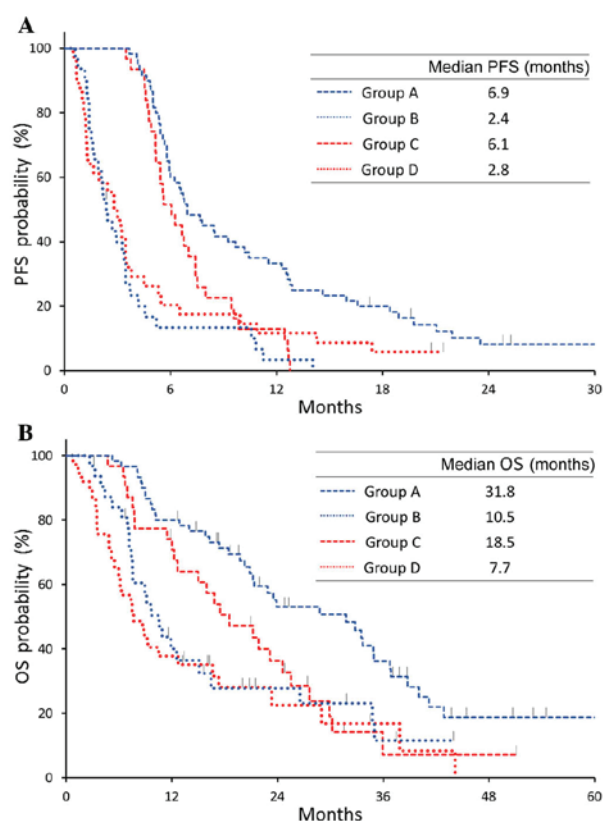 A
100
80
60
40
20
0
PFS probability (%)
0 6 12 18 24 30
Months
Median PFS (months)
Group A 6.9
Group B 2.4
Group C 6.1
Group D 2.8
B
100
80
60
40
20
0
OS probability (%)
0 12 24 36 48 60
Months
Median OS (months)
Group A 31.8
Group B 10.5
Group C 18.5
Group D 7.7